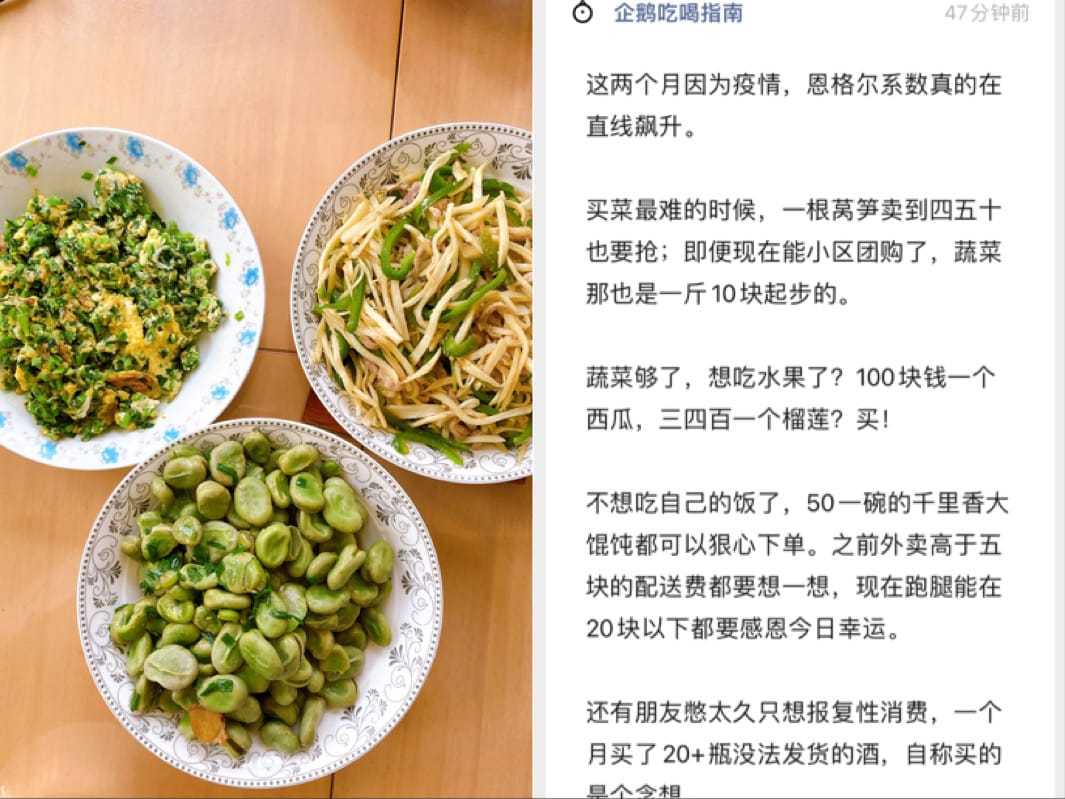 企鹅吃喝指南
47分钟前
这两个月因为疫情，恩格尔系数真的在
直线飙升。
买菜最难的时候，一根莴笋卖到四五十
也要抢；即便现在能小区团购了，蔬菜
那也是一斤10块起步的。
蔬菜够了，想吃水果了？100块钱一个
西瓜，三四百一个榴莲？买！
不想吃自己的饭了，50一碗的千里香大
馄饨都可以狠心下单。之前外卖高于五
块的配送费都要想一想，现在跑腿能在
20块以下都要感恩今日幸运。
还有朋友憋太久只想报复性消费，一个
月买了20+瓶没法发货的酒，自称买的
是个念想